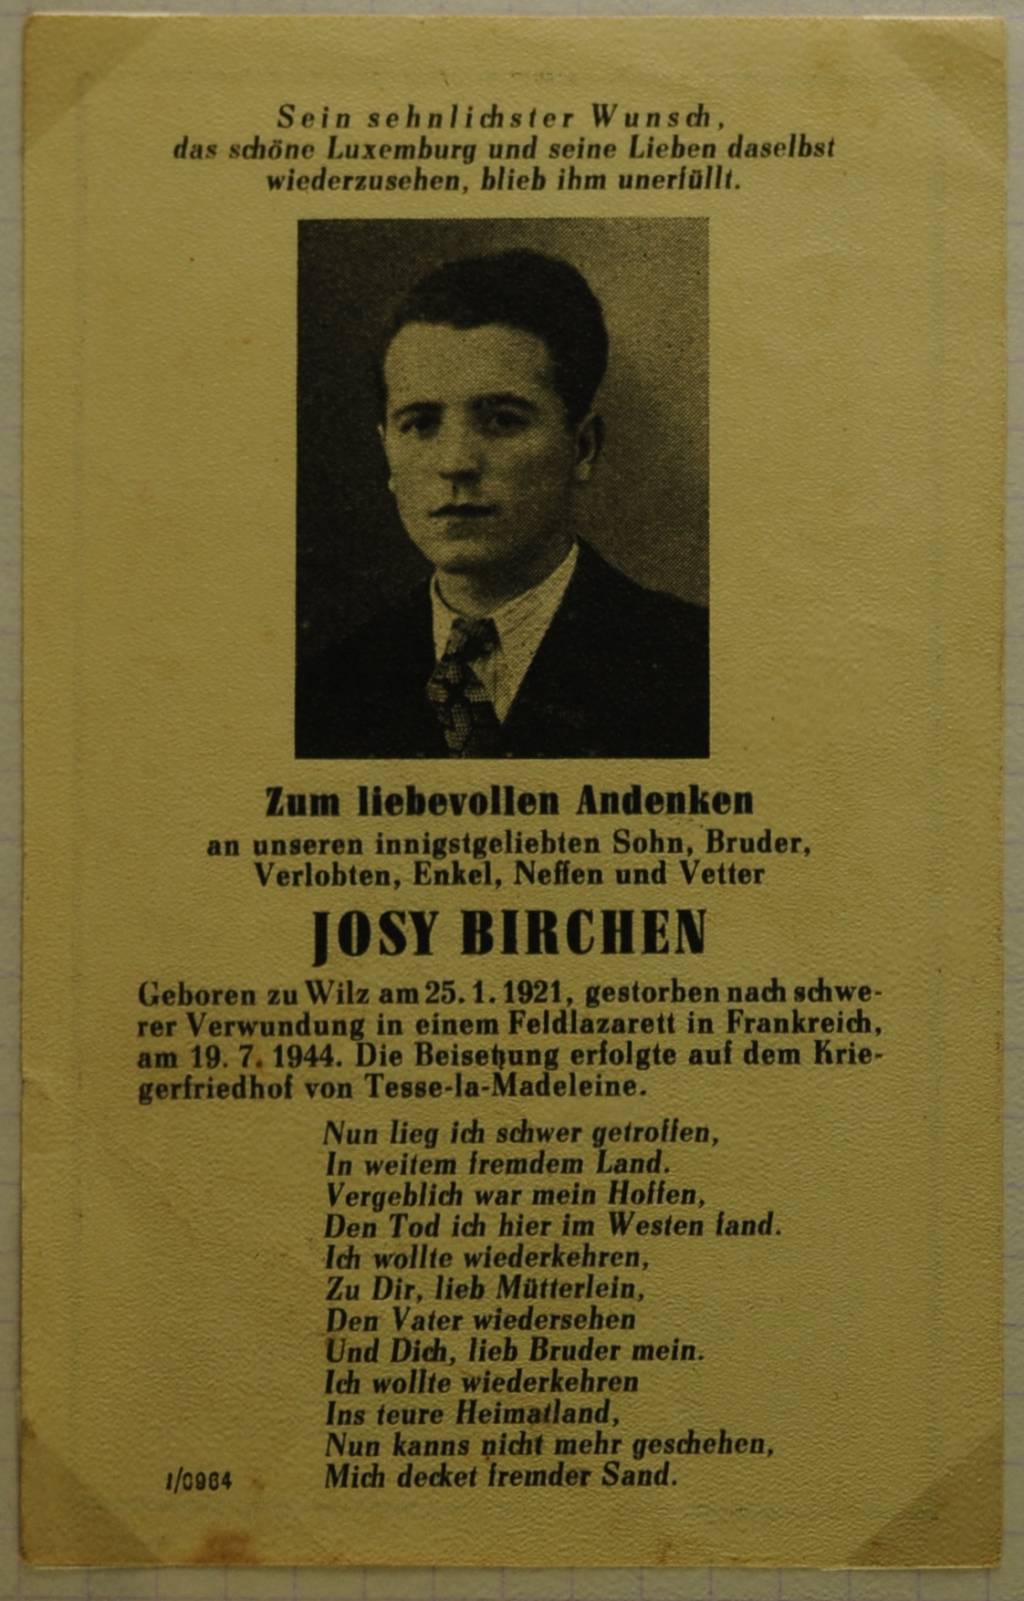 Sein sehnlichster Wunsch,
das schöne Luxemburg und seine Lieben daselbst
wiederzusehen, blieb ihm unerfüllt.
Zum liebevollen Andenken
an unseren innigstgeliebten Sohn, Bruder,
Verlobten, Enkel, Neffen und Vetter
JOSY BIRCHEN
Geboren zu Wilz am 25. 1. 1921, gestorben nach schwe-
rer Verwundung in einem Feldlazarett in Frankreich,
am 19. 7. 1944. Die Beisetzung erfolgte auf dem Krie-
gerfriedhof von Tesse-la-Madeleine.
Nun lieg ich schwer getroffen,
In weitem fremdem Land.
Vergeblich war mein Hoffen,
Den Tod ich hier im Westen fand.
Ich wollte wiederkehren,
Zu Dir, lieb Mütterlein,
Den Vater wiedersehen
Und Dich, lieb Bruder mein.
Ich wollte wiederkehren
Ins teure Heimatland,
Nun kanns nicht mehr geschehen,
Mich decket fremder Sand.
I/0964